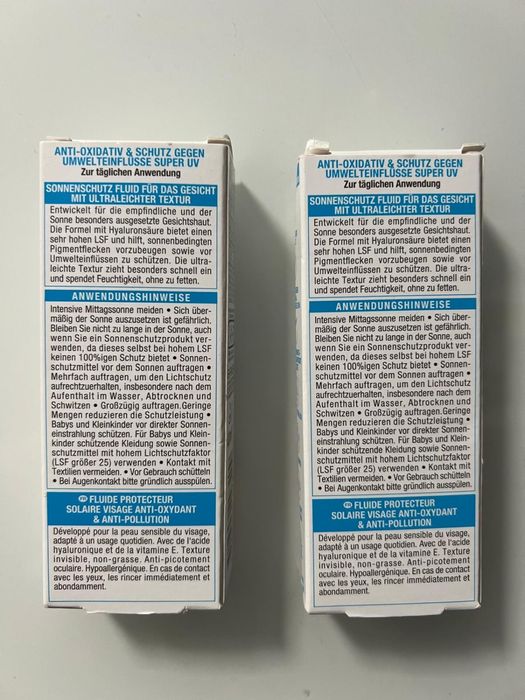 ANTI-OXIDATIV & SCHUTZ GEGEN
UMWELTEINFLÜSSE SUPER UV
Zur täglichen Anwendung
SONNENSCHUTZ FLUID FÜR DAS GESICHT
MIT ULTRALEICHTER TEXTUR
Entwickelt für die empfindliche und der
Sonne besonders ausgesetzte Gesichtshaut.
Die Formel mit Hyaluronsäure bietet einen
sehr hohen LSF und hilft, sonnenbedingten
Pigmentflecken vorzubeugen sowie vor
Umwelteinflüssen zu schützen. Die ultra-
leichte Textur zieht besonders schnell ein
und spendet Feuchtigkeit, ohne zu fetten.
ANWENDUNGSHINWEISE
Intensive Mittagssonne meiden • Sich über-
mäßig der Sonne auszusetzen ist gefährlich.
Bleiben Sie nicht zu lange in der Sonne, auch
wenn Sie ein Sonnenschutzprodukt ver-
wenden, da dieses selbst bei hohem LSF
keinen 100%igen Schutz bietet • Sonnen-
schutzmittel vor dem Sonnen auftragen •
Mehrfach auftragen, um den Lichtschutz
aufrechtzuerhalten, insbesondere nach dem
Aufenthalt im Wasser, Abtrocknen und
Schwitzen • Großzügig auftragen.Geringe
Mengen reduzieren die Schutzleistung •
Babys und Kleinkinder vor direkter Sonnen-
einstrahlung schützen. Für Babys und Klein-
kinder schützende Kleidung sowie Sonnen-
schutzmittel mit hohem Lichtschutzfaktor
(LSF größer 25) verwenden • Kontakt mit
Textilien vermeiden. • Vor Gebrauch schütteln
• Bei Augenkontakt bitte gründlich ausspülen.
FR FLUIDE PROTECTEUR
SOLAIRE VISAGE ANTI-OXYDANT
& ANTI-POLLUTION
Développé pour la peau sensible du visage,
adapté à un usage quotidien. Avec de l'acide
hyaluronique et de la vitamine E. Texture
invisible, non-grasse. Anti-picotement
oculaire. Hypoallergénique. En cas de contact
avec les yeux, les rincer immédiatement et
abondamment.
ANTI-OXIDATIV & SCHUTZ GEGEN
UMWELTEINFLÜSSE SUPER UV
Zur täglichen Anwendung
SONNENSCHUTZ FLUID FÜR DAS GESICHT
MIT ULTRALEICHTER TEXTUR
Entwickelt für die empfindliche und der
Sonne besonders ausgesetzte Gesichtshaut.
Die Formel mit Hyaluronsäure bietet einen
sehr hohen LSF und hilft, sonnenbedingten
Pigmentflecken vorzubeugen sowie vor
Umwelteinflüssen zu schützen. Die ultra-
leichte Textur zieht besonders schnell ein
und spendet Feuchtigkeit, ohne zu fetten.
ANWENDUNGSHINWEISE
Intensive Mittagssonne meiden • Sich über-
mäßig der Sonne auszusetzen ist gefährlich.
Bleiben Sie nicht zu lange in der Sonne, auch
wenn Sie ein Sonnenschutzprodukt ver-
wenden, da dieses selbst bei hohem LSF
keinen 100%igen Schutz bietet • Sonnen-
schutzmittel vor dem Sonnen auftragen •
Mehrfach auftragen, um den Lichtschutz
aufrechtzuerhalten, insbesondere nach dem
Aufenthalt im Wasser, Abtrocknen und
Schwitzen • Großzügig auftragen.Geringe
Mengen reduzieren die Schutzleistung •
Babys und Kleinkinder vor direkter Sonnen-
einstrahlung schützen. Für Babys und Klein-
kinder schützende Kleidung sowie Sonnen-
schutzmittel mit hohem Lichtschutzfaktor
(LSF größer 25) verwenden • Kontakt mit
Textilien vermeiden. • Vor Gebrauch schütteln
• Bei Augenkontakt bitte gründlich ausspülen.
FR FLUIDE PROTECTEUR
SOLAIRE VISAGE ANTI-OXYDANT
& ANTI-POLLUTION
Développé pour la peau sensible du visage,
adapté à un usage quotidien. Avec de l'acide
hyaluronique et de la vitamine E. Texture
invisible, non-grasse. Anti-picotement
oculaire. Hypoallergénique. En cas de contact
avec les yeux, les rincer immédiatement et
abondamment.